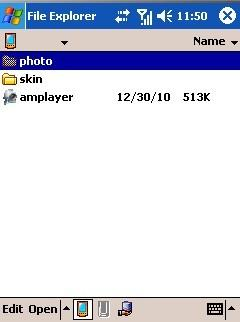 File Explorer 11:50
Name
photo
skin
amplayer 12/30/10 513K
Edit Open